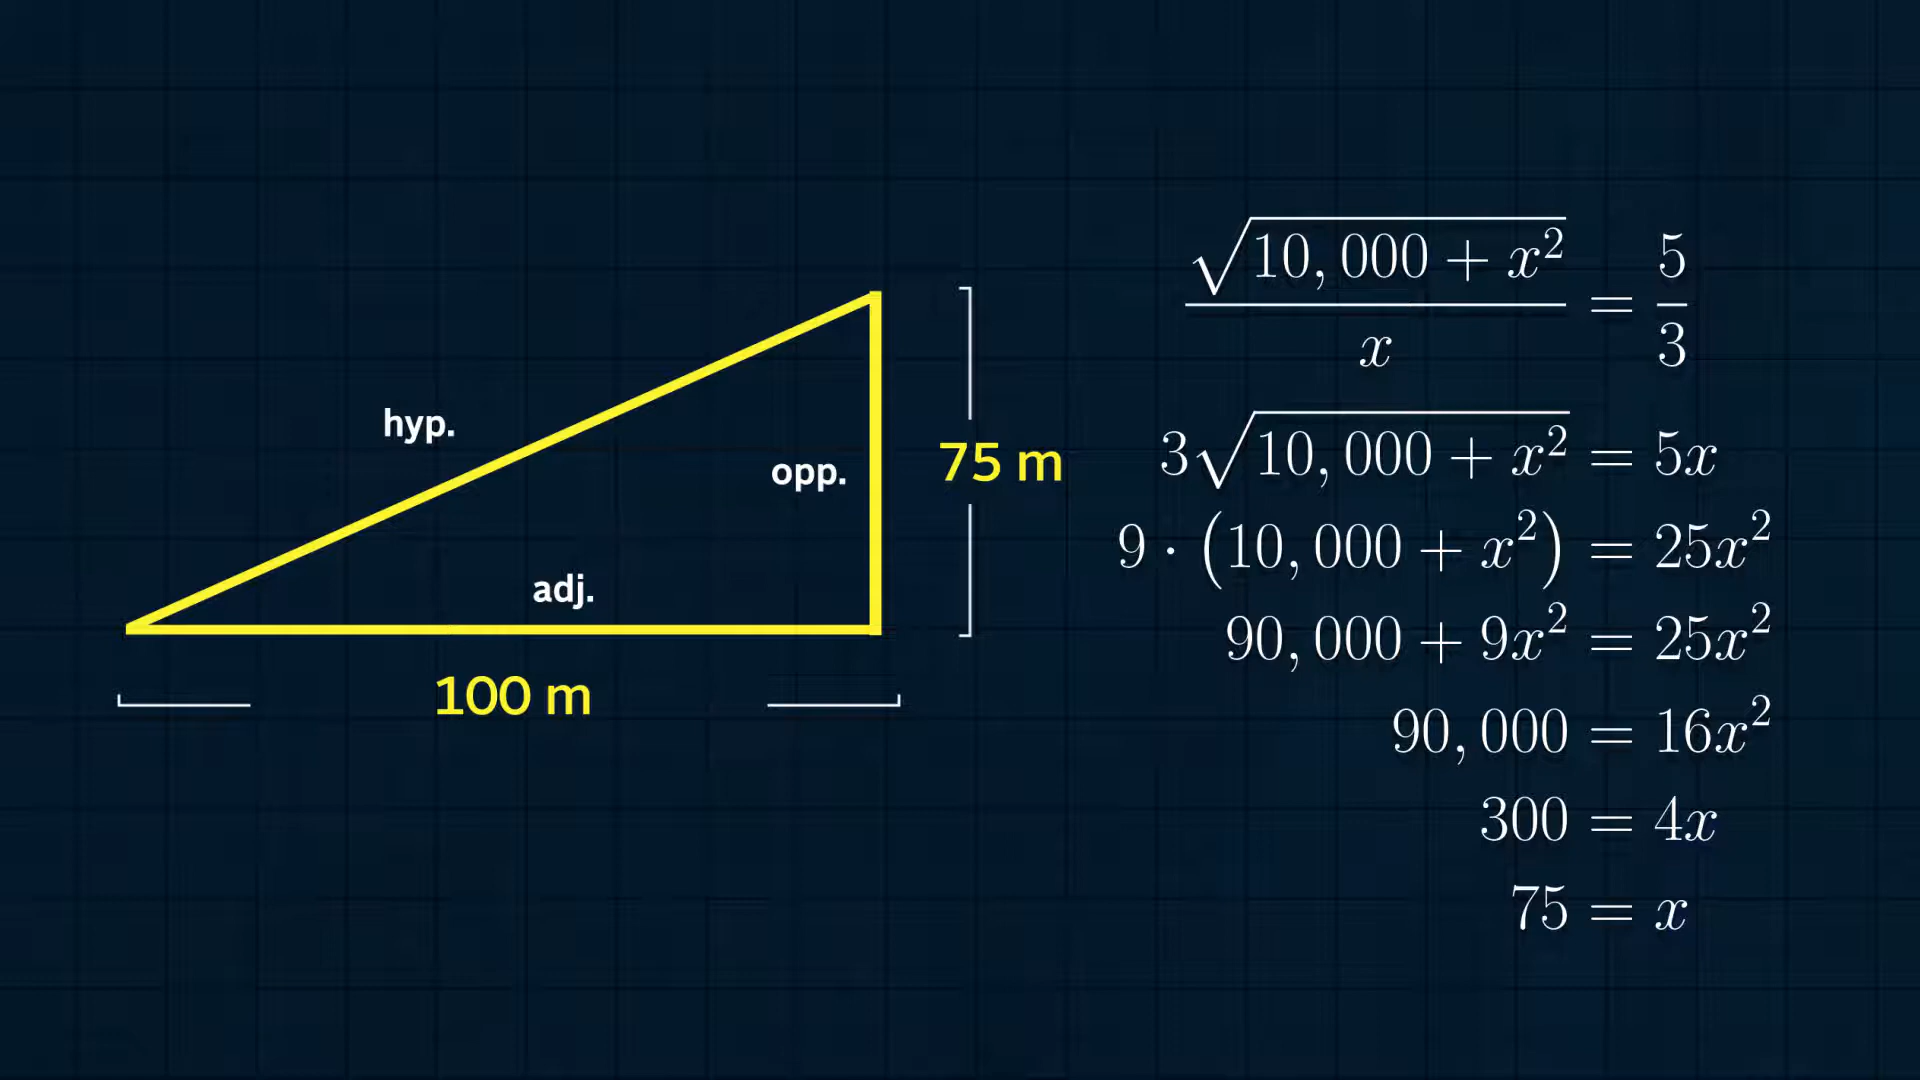 hyp.
opp.
adj.
75 m
100 m
√(10,000 + x²) / x = 5/3
3√(10,000 + x²) = 5x
9 · (10,000 + x²) = 25x²
90,000 + 9x² = 25x²
90,000 = 16x²
300 = 4x
75 = x